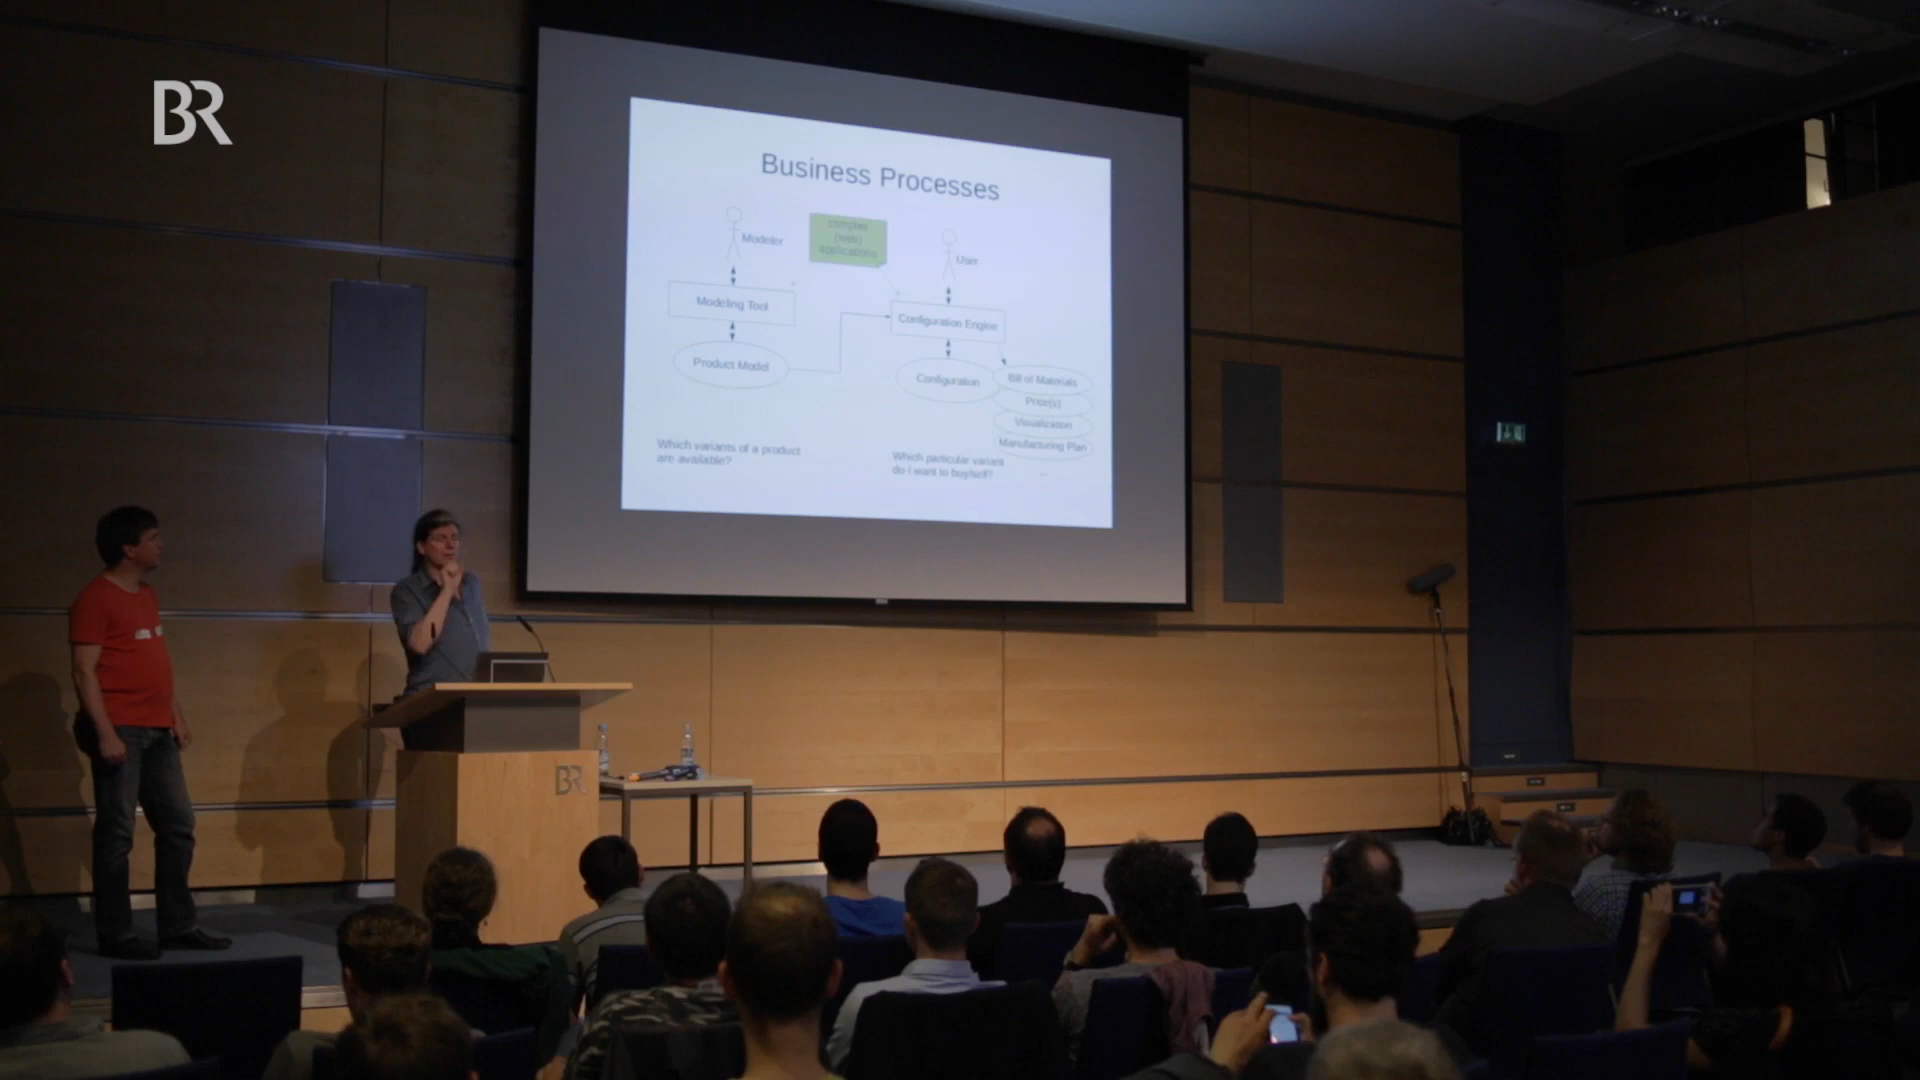 BR
Business Processes
Modeler
complex
(web)
applications
User
Modeling Tool
Configuration Engine
Product Model
Configuration
Bill of Materials
Price(s)
Visualization
Manufacturing Plan
...
Which variants of a product
are available?
Which particular variant
do I want to buy/sell?
BR